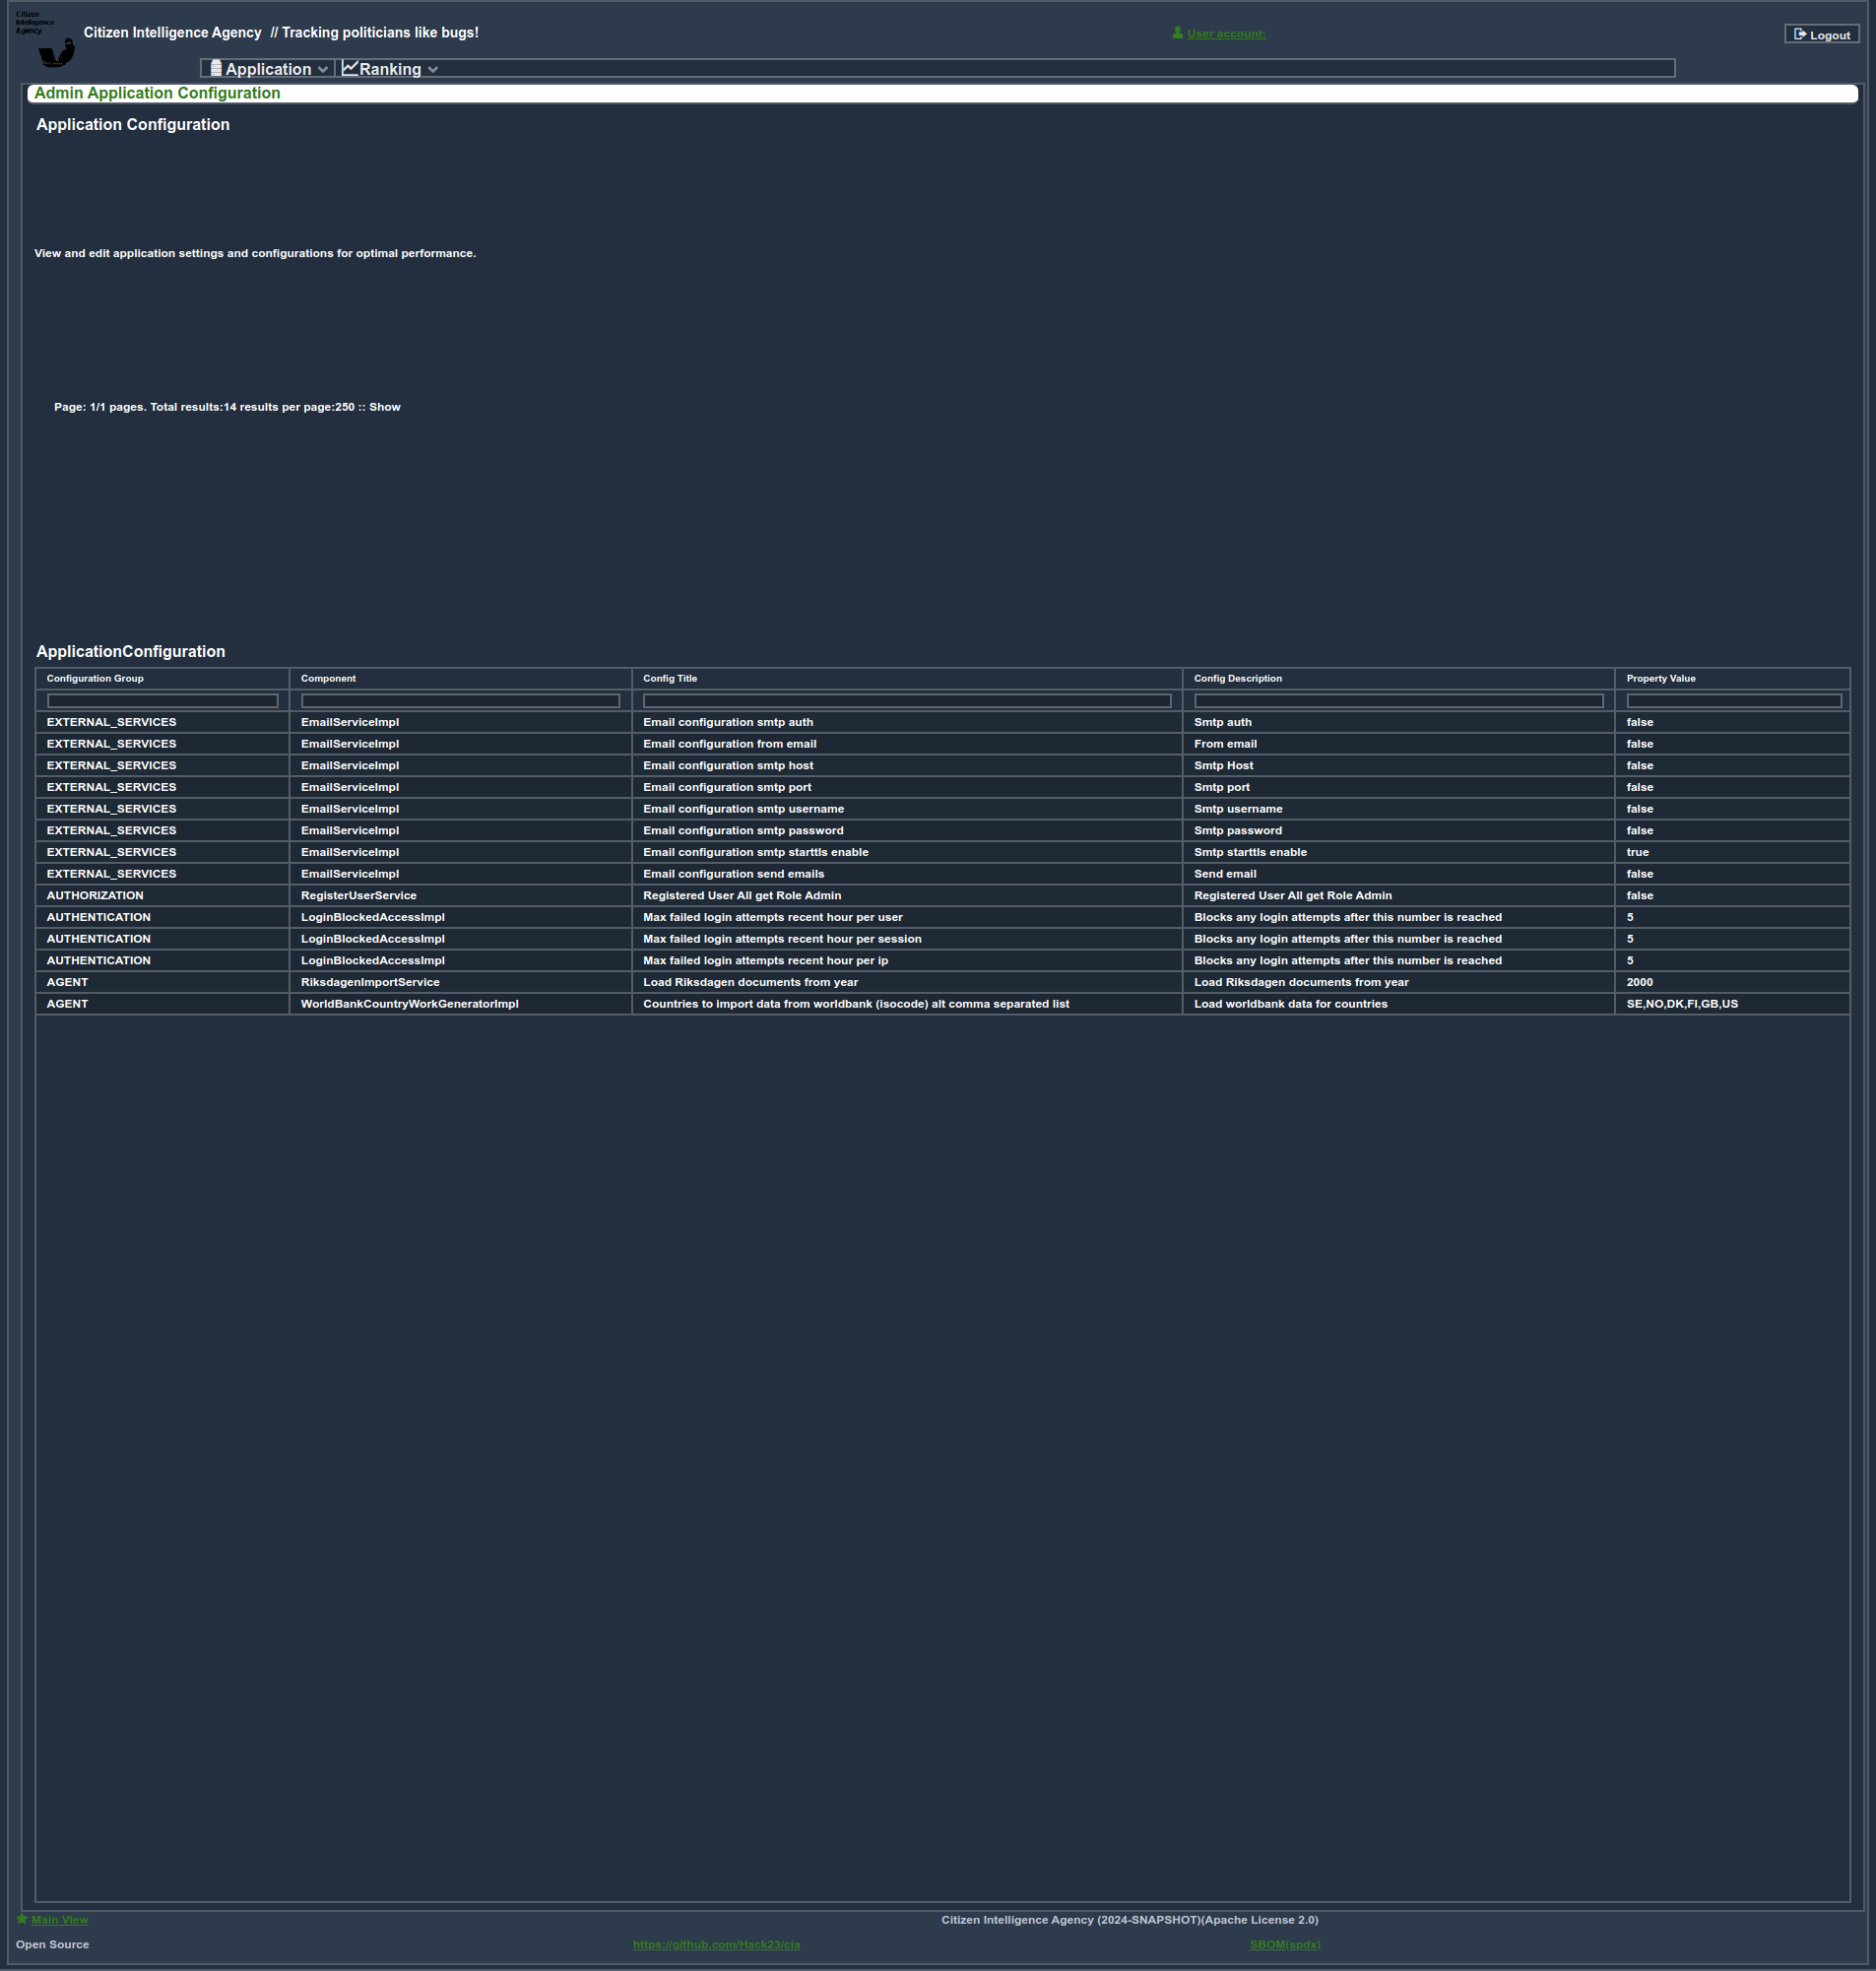 Citizen
Intelligence
Agency
Citizen Intelligence Agency // Tracking politicians like bugs!
User account:
Logout
Application Ranking
Admin Application Configuration
Application Configuration
View and edit application settings and configurations for optimal performance.
Page: 1/1 pages. Total results:14 results per page:250 :: Show
ApplicationConfiguration
Configuration Group Component Config Title Config Description Property Value
EXTERNAL_SERVICES EmailServiceImpl Email configuration smtp auth Smtp auth false
EXTERNAL_SERVICES EmailServiceImpl Email configuration from email From email false
EXTERNAL_SERVICES EmailServiceImpl Email configuration smtp host Smtp Host false
EXTERNAL_SERVICES EmailServiceImpl Email configuration smtp port Smtp port false
EXTERNAL_SERVICES EmailServiceImpl Email configuration smtp username Smtp username false
EXTERNAL_SERVICES EmailServiceImpl Email configuration smtp password Smtp password false
EXTERNAL_SERVICES EmailServiceImpl Email configuration smtp starttls enable Smtp starttls enable true
EXTERNAL_SERVICES EmailServiceImpl Email configuration send emails Send email false
AUTHORIZATION RegisterUserService Registered User All get Role Admin Registered User All get Role Admin false
AUTHENTICATION LoginBlockedAccessImpl Max failed login attempts recent hour per user Blocks any login attempts after this number is reached 5
AUTHENTICATION LoginBlockedAccessImpl Max failed login attempts recent hour per session Blocks any login attempts after this number is reached 5
AUTHENTICATION LoginBlockedAccessImpl Max failed login attempts recent hour per ip Blocks any login attempts after this number is reached 5
AGENT RiksdagenImportService Load Riksdagen documents from year Load Riksdagen documents from year 2000
AGENT WorldBankCountryWorkGeneratorImpl Countries to import data from worldbank (isocode) alt comma separated list Load worldbank data for countries SE,NO,DK,FI,GB,US
Main View Citizen Intelligence Agency (2024-SNAPSHOT)(Apache License 2.0)
Open Source https://github.com/Hack23/cia SBOM(spdx)